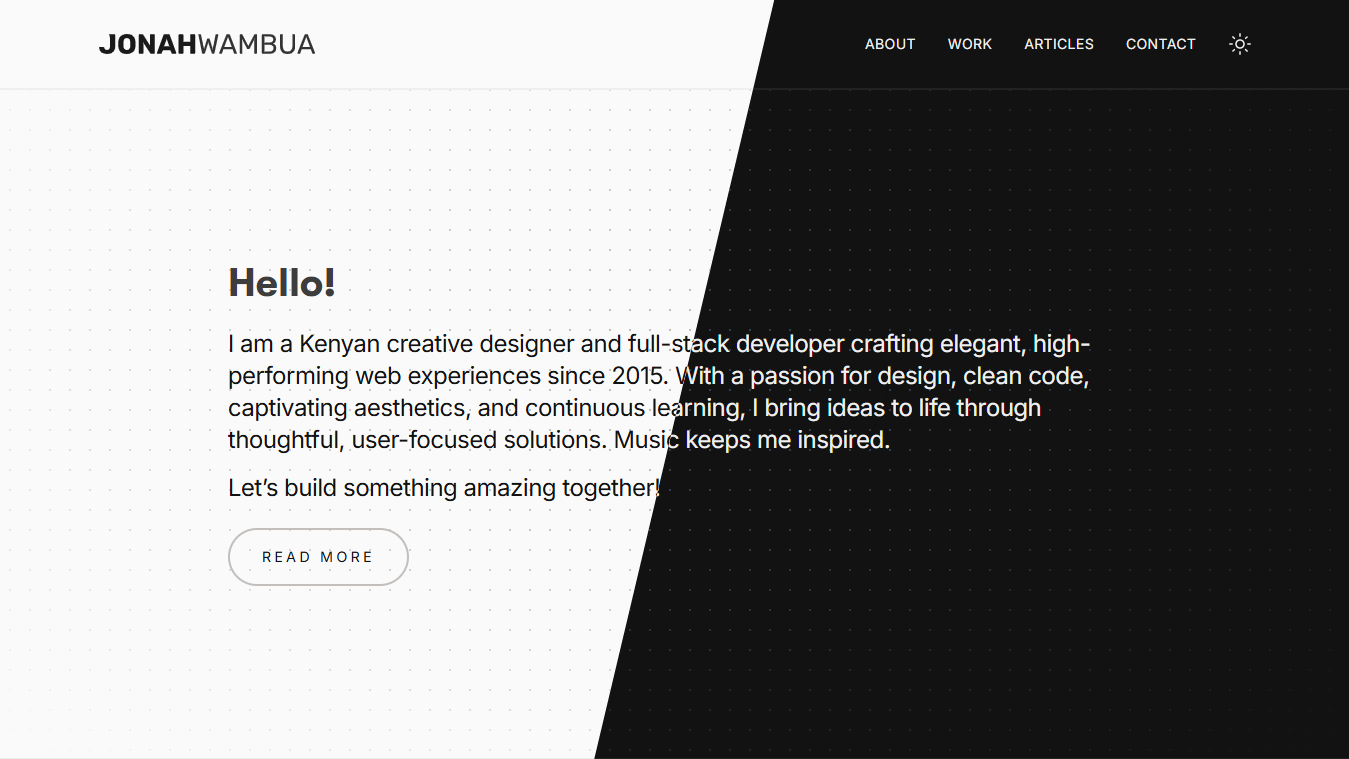 JONAHWAMBUA
ABOUT WORK ARTICLES CONTACT
Hello!
I am a Kenyan creative designer and full-stack developer crafting elegant, high-
performing web experiences since 2015. With a passion for design, clean code,
captivating aesthetics, and continuous learning, I bring ideas to life through
thoughtful, user-focused solutions. Music keeps me inspired.
Let’s build something amazing together!
READ MORE